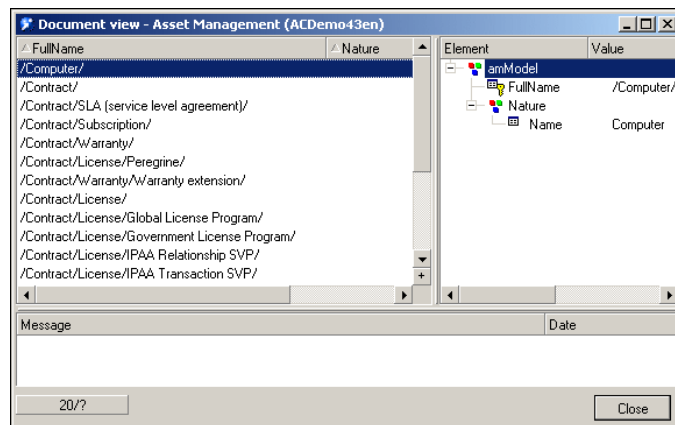 Document view - Asset Management (ACDemo43en)
FullName Nature
/Computer/
/Contract/
/Contract/SLA (service level agreement)/
/Contract/Subscription/
/Contract/Warranty/
/Contract/License/Peregrine/
/Contract/Warranty/Warranty extension/
/Contract/License/
/Contract/License/Global License Program/
/Contract/License/Government License Program/
/Contract/License/IPAA Relationship SVP/
/Contract/License/IPAA Transaction SVP/
Element Value
amModel
FullName /Computer/
Nature
Name Computer
Message Date
20/?
Close